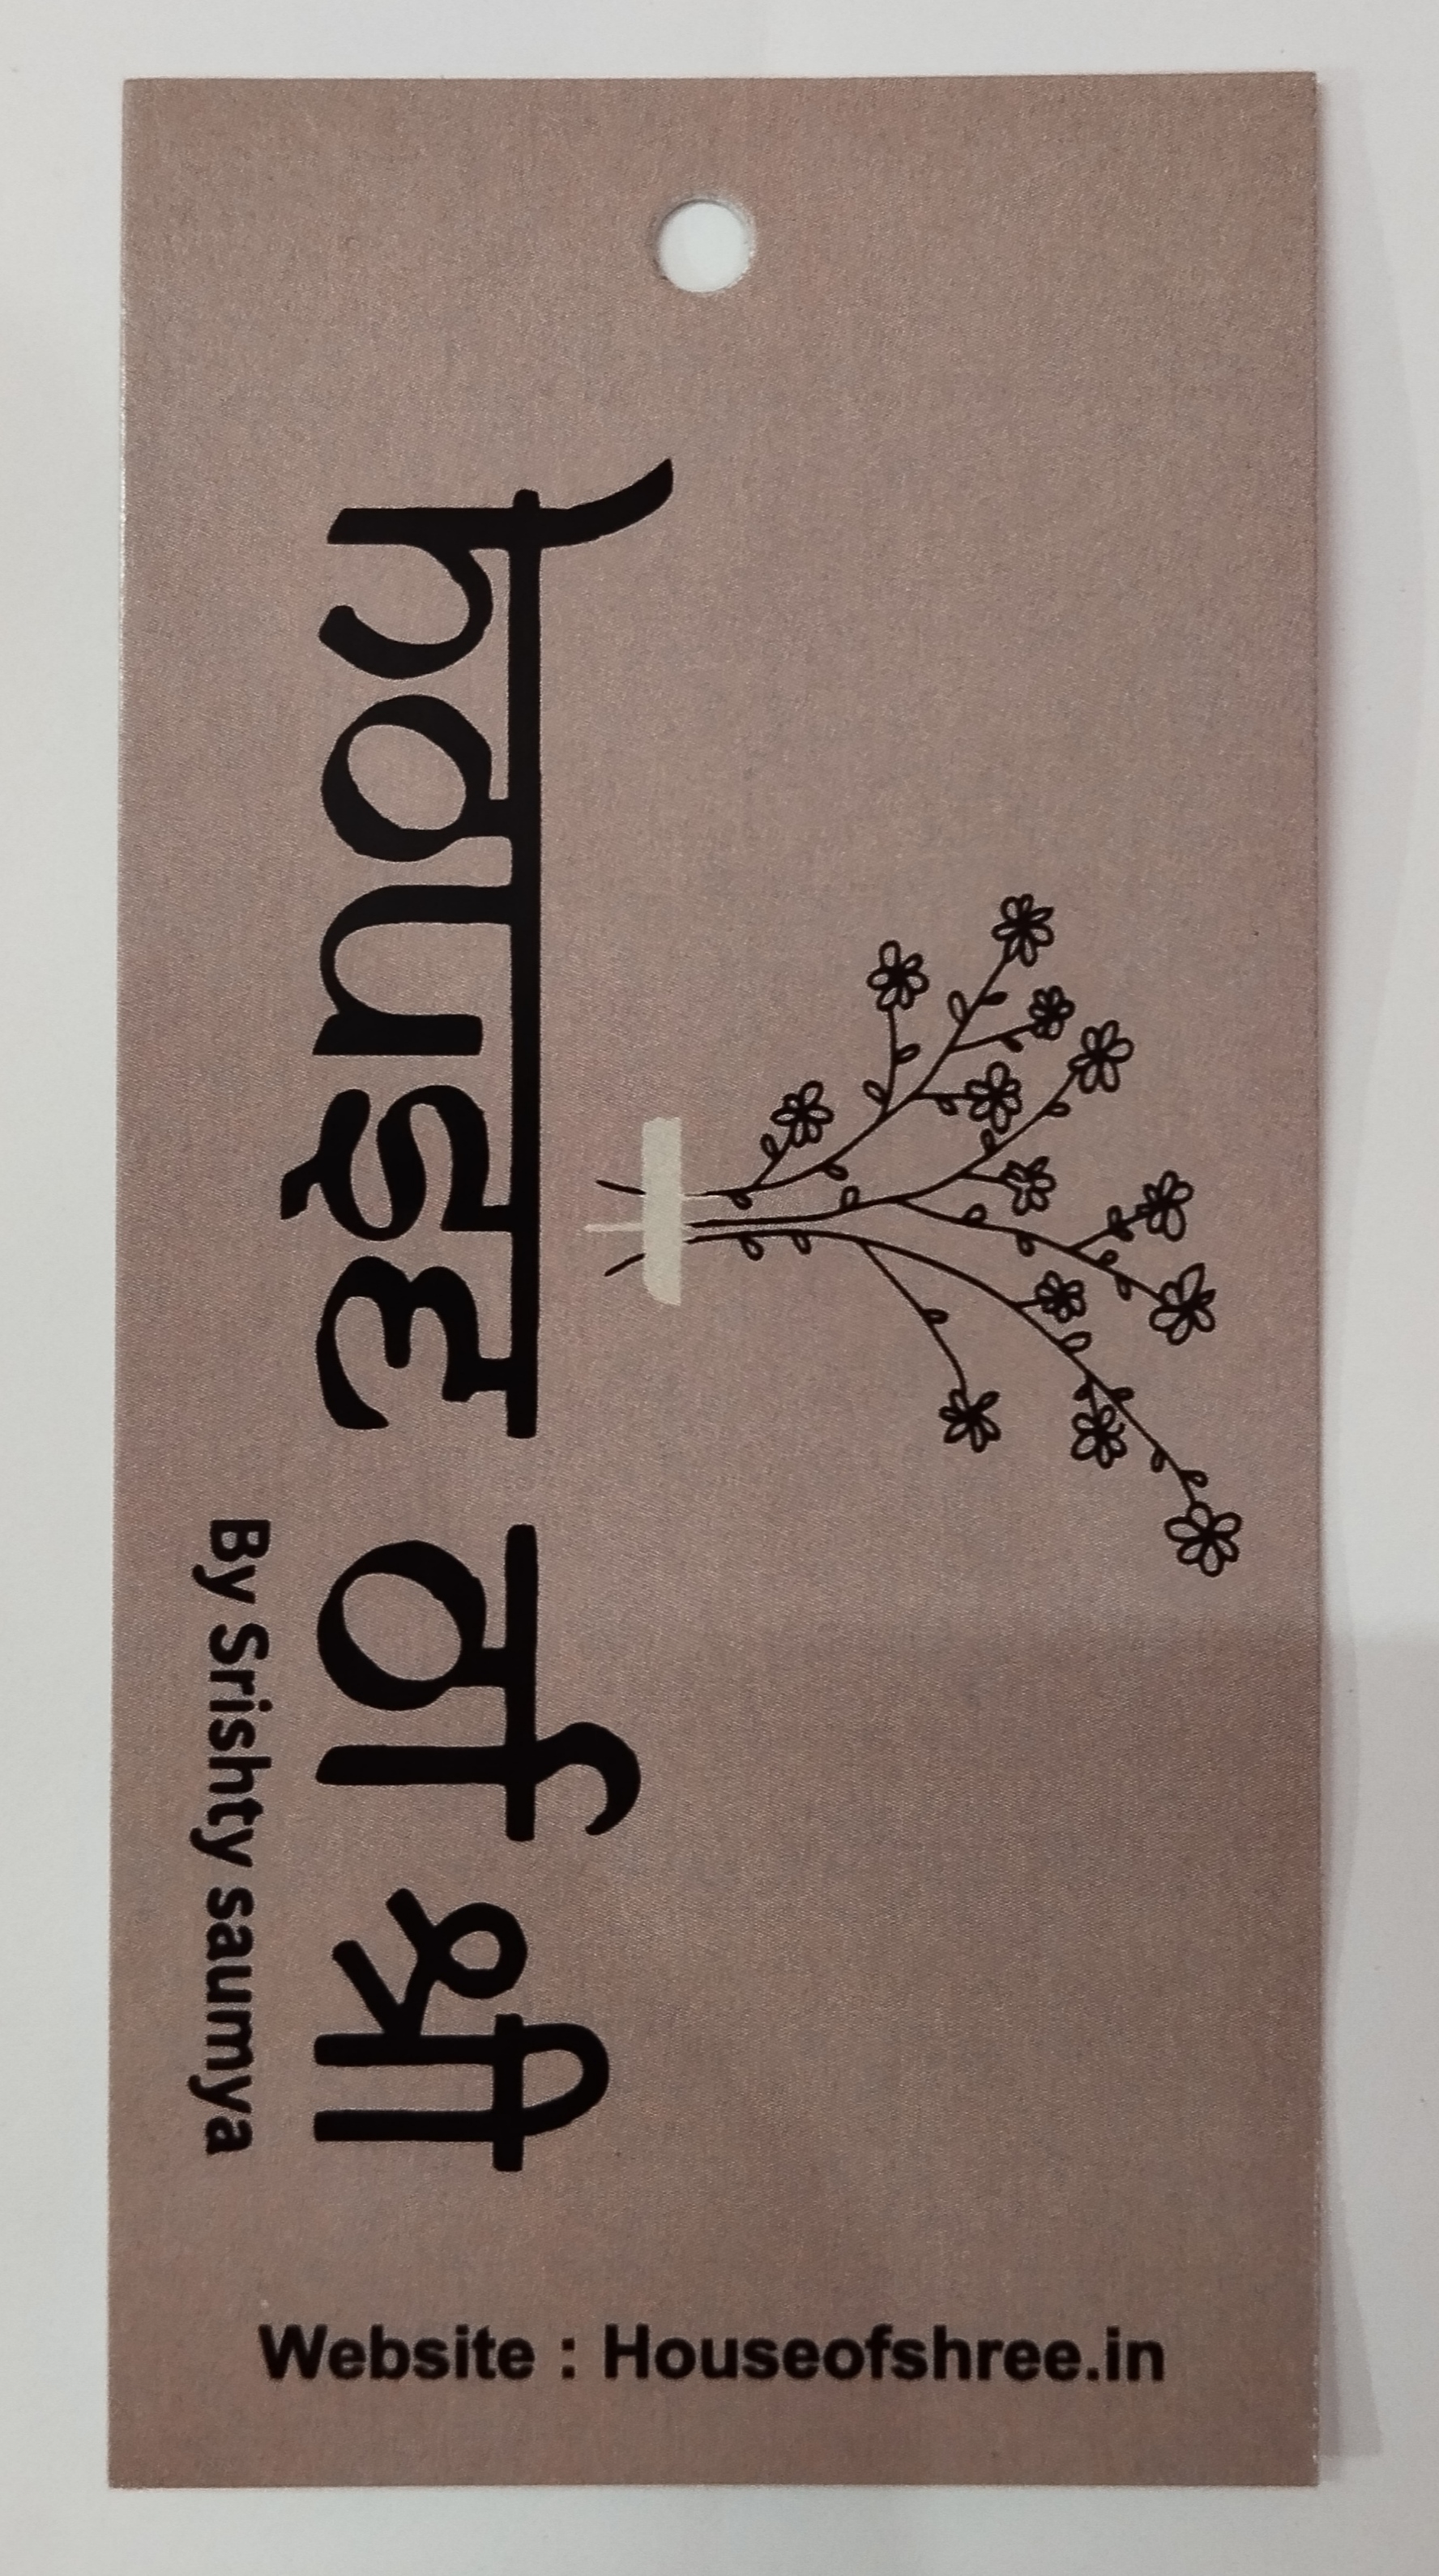 house of श्री
By Srishty saumya
Website : Houseofshree.in